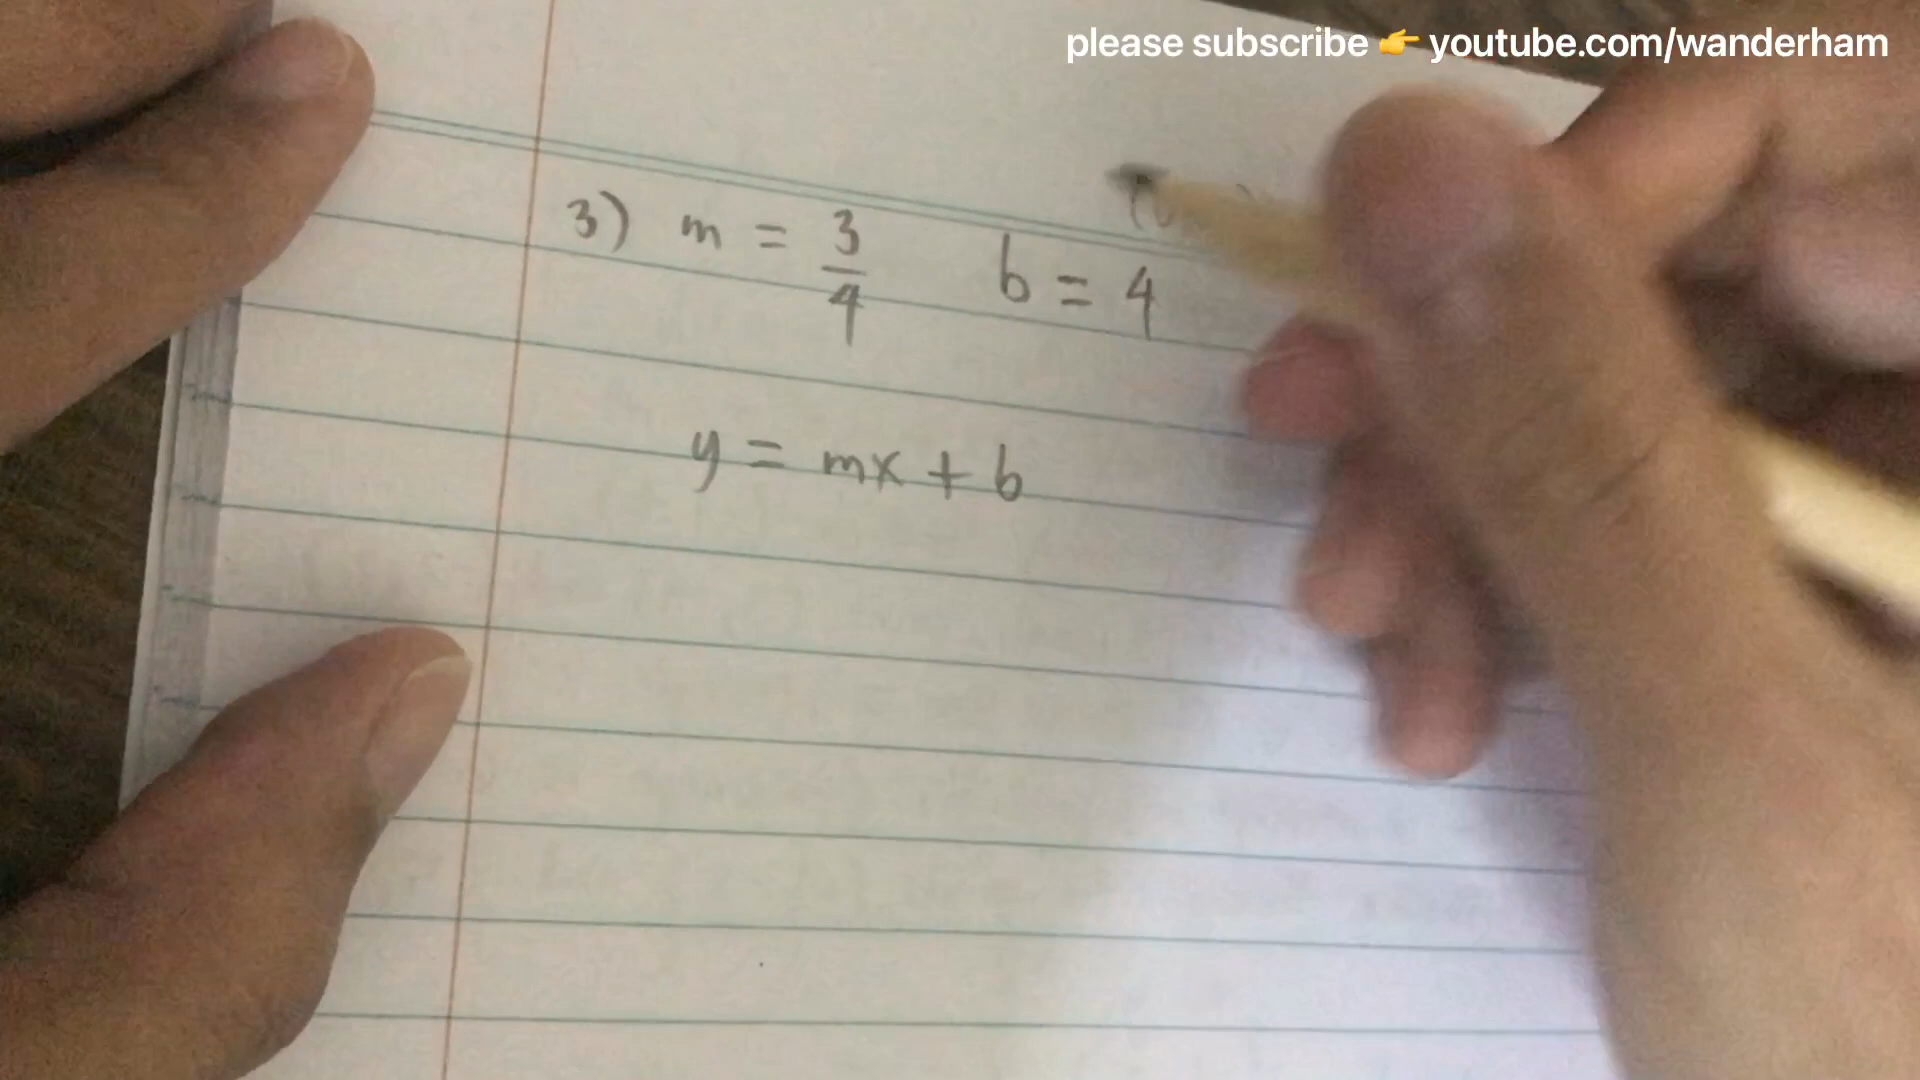 please subscribe 👉 youtube.com/wanderham
3) m = 3/4 b = 4
y = mx + b